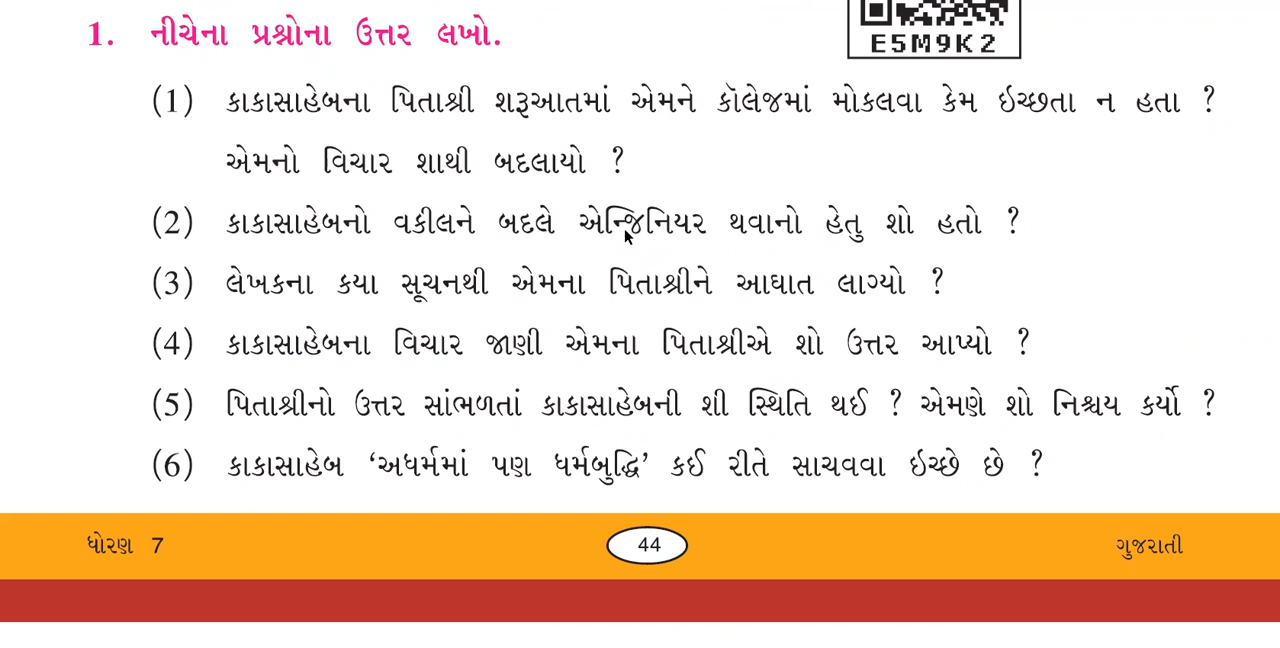 E5M9K2
1. નીચેના પ્રશ્નોના ઉત્તર લખો.
(1) કાકાસાહેબના પિતાશ્રી શરૂઆતમાં એમને કૉલેજમાં મોકલવા કેમ ઇચ્છતા ન હતા ?
એમનો વિચાર શાથી બદલાયો ?
(2) કાકાસાહેબનો વકીલને બદલે એન્જિનિયર થવાનો હેતુ શો હતો ?
(3) લેખકના કયા સૂચનથી એમના પિતાશ્રીને આઘાત લાગ્યો ?
(4) કાકાસાહેબના વિચાર જાણી એમના પિતાશ્રીએ શો ઉત્તર આપ્યો ?
(5) પિતાશ્રીનો ઉત્તર સાંભળતાં કાકાસાહેબની શી સ્થિતિ થઈ ? એમણે શો નિશ્ચય કર્યો ?
(6) કાકાસાહેબ ‘અધર્મમાં પણ ધર્મબુદ્ધિ’ કઈ રીતે સાચવવા ઇચ્છે છે ?
ધોરણ 7 44 ગુજરાતી